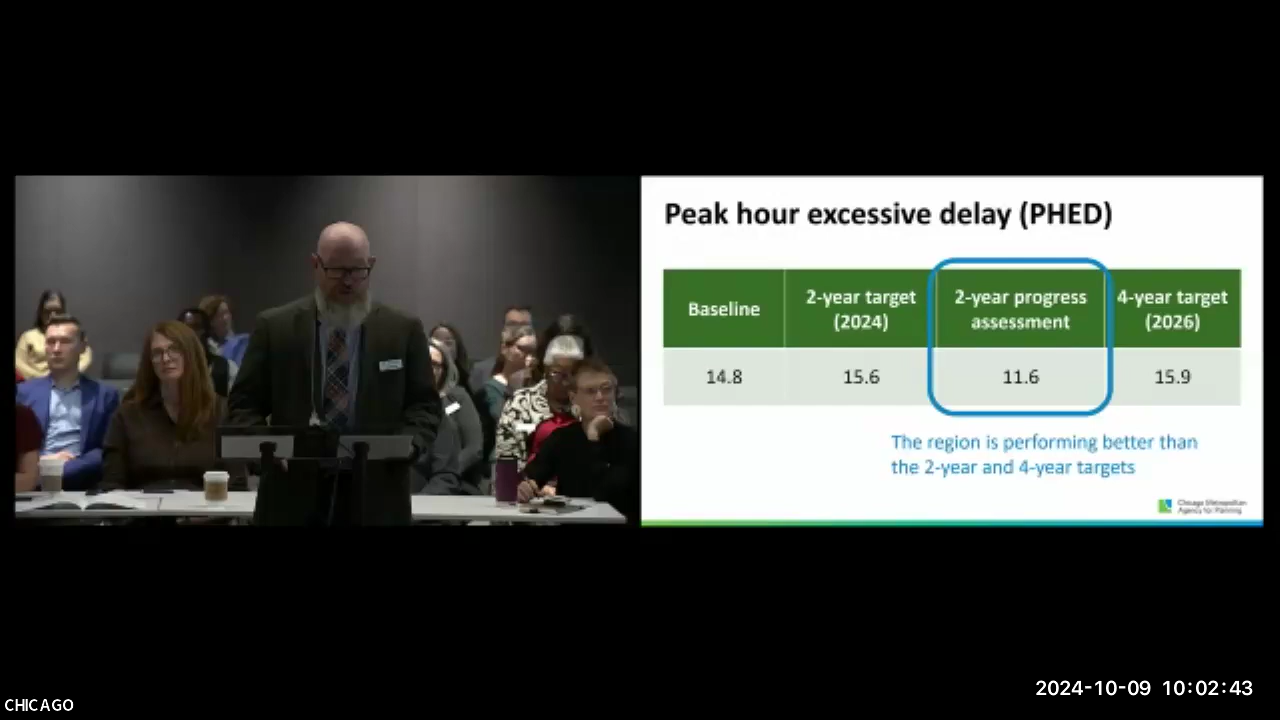 Peak hour excessive delay (PHED)
Baseline
2-year target
(2024)
2-year progress
assessment
4-year target
(2026)
14.8
15.6
11.6
15.9
The region is performing better than
the 2-year and 4-year targets
Chicago Metropolitan
Agency for Planning
2024-10-09 10:02:43
CHICAGO